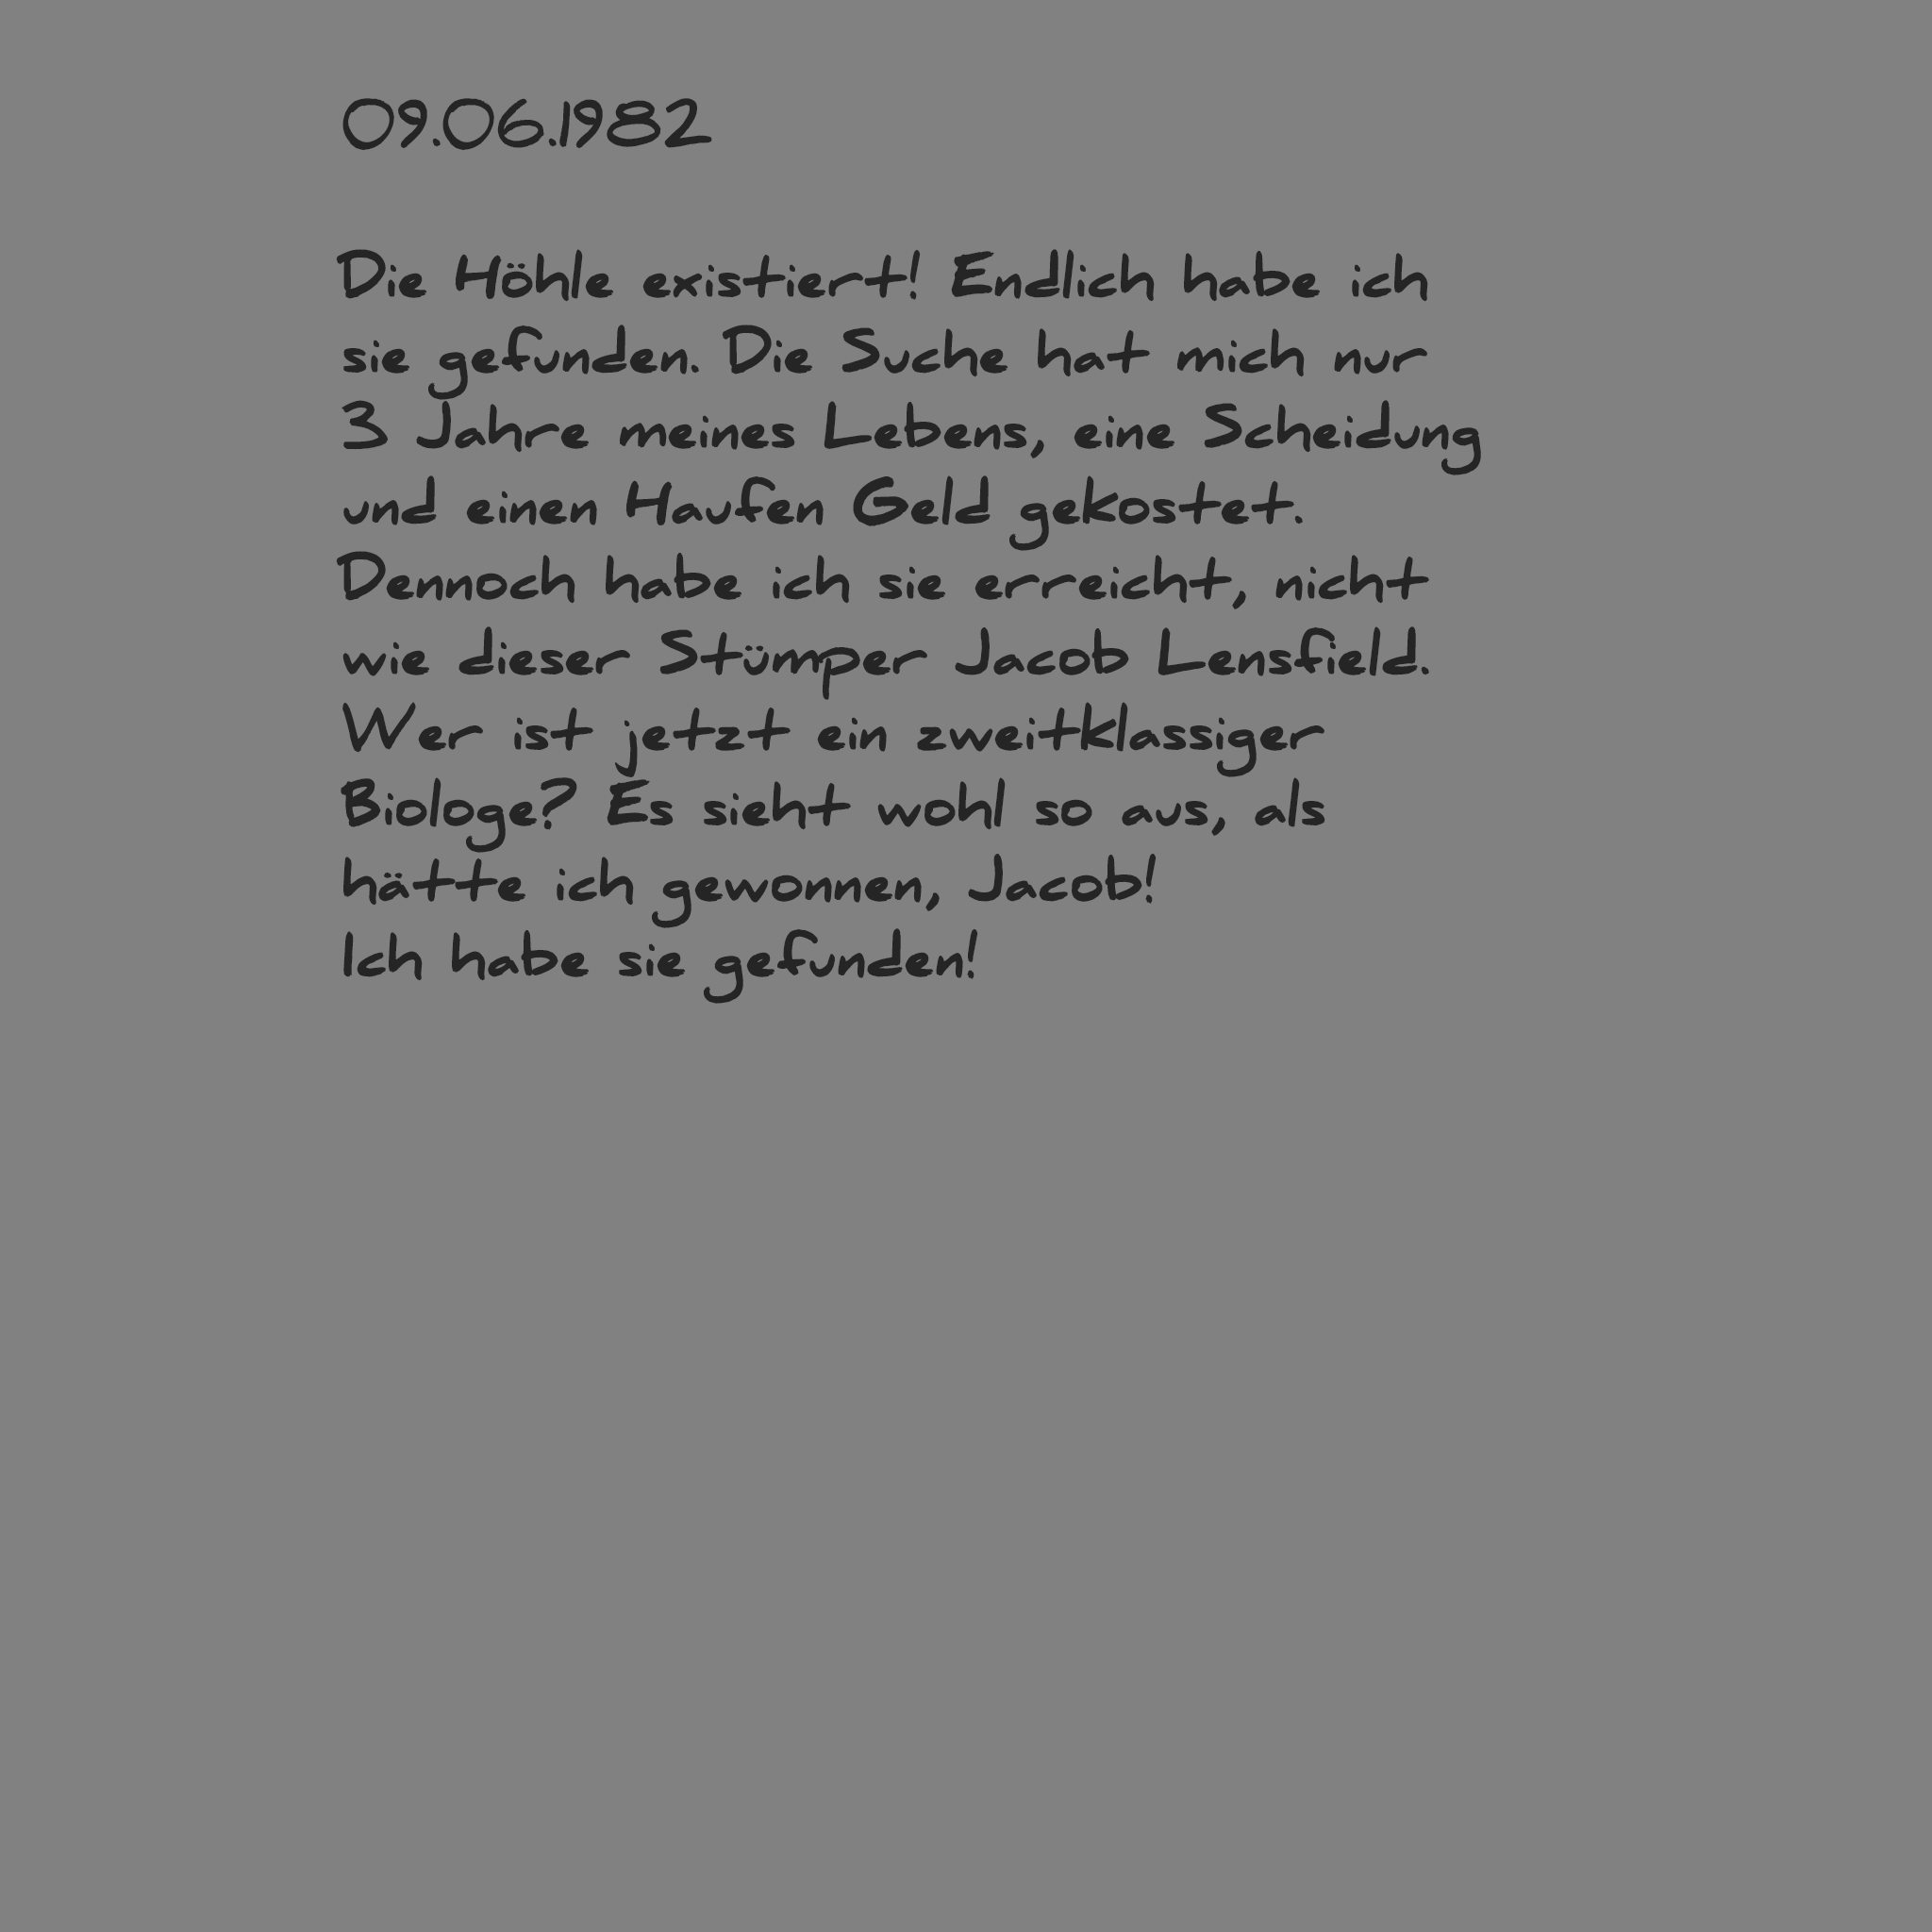 09.06.1982
Die Höhle existiert! Endlich habe ich
sie gefunden. Die Suche hat mich nur
3 Jahre meines Lebens, eine Scheidung
und einen Haufen Geld gekostet.
Dennoch habe ich sie erreicht, nicht
wie dieser Stümper Jacob Lensfield.
Wer ist jetzt ein zweitklassiger
Biologe? Es sieht wohl so aus, als
hätte ich gewonnen, Jacob!
Ich habe sie gefunden!